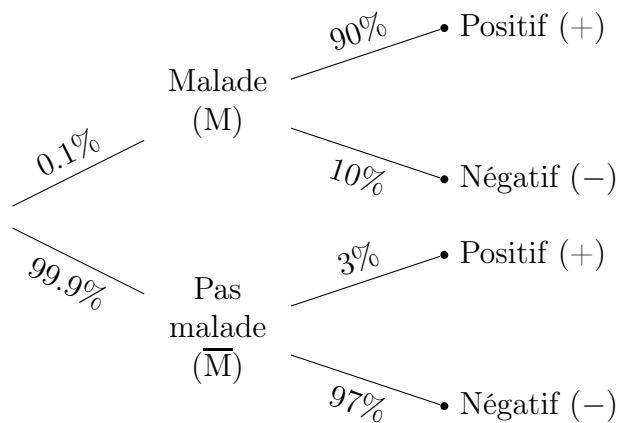 90%
Positif (+)
Malade
(M)
0.1%
10%
Négatif (−)
99.9%
3%
Positif (+)
Pas
malade
(M̅)
97%
Négatif (−)